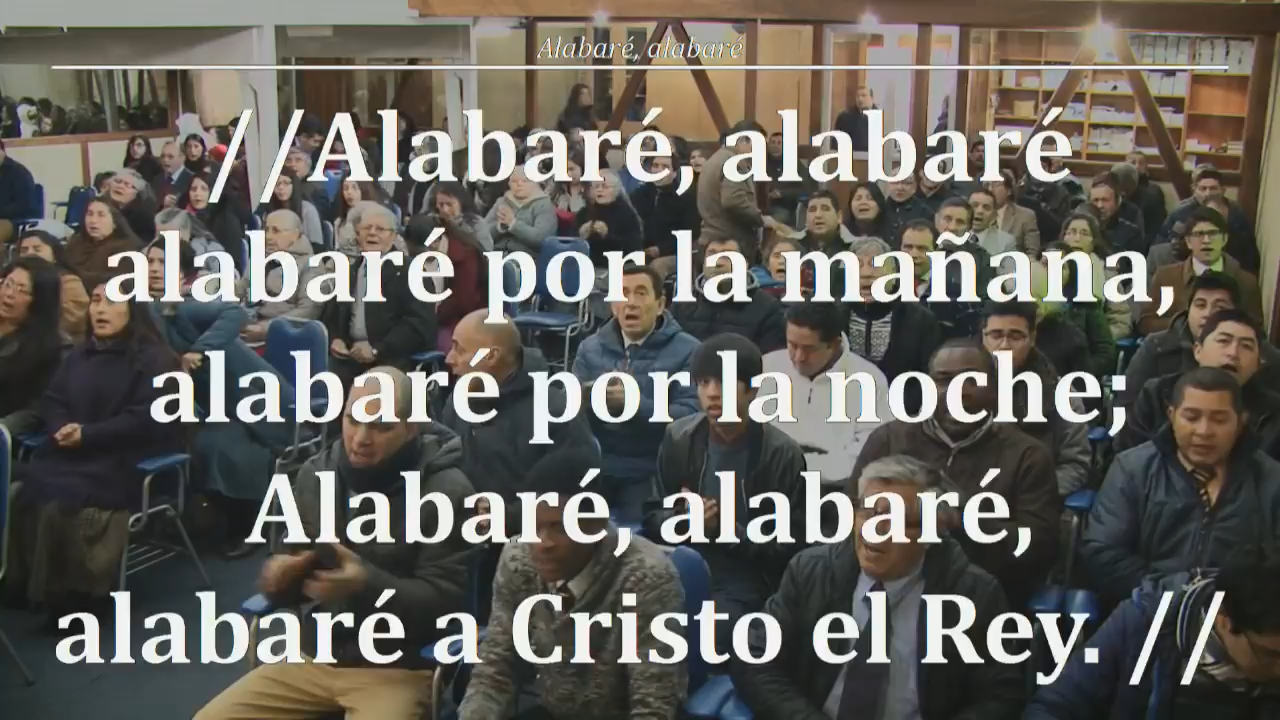 Alabaré, alabaré
//Alabaré, alabaré
alabaré por la mañana,
alabaré por la noche;
Alabaré, alabaré,
alabaré a Cristo el Rey. //